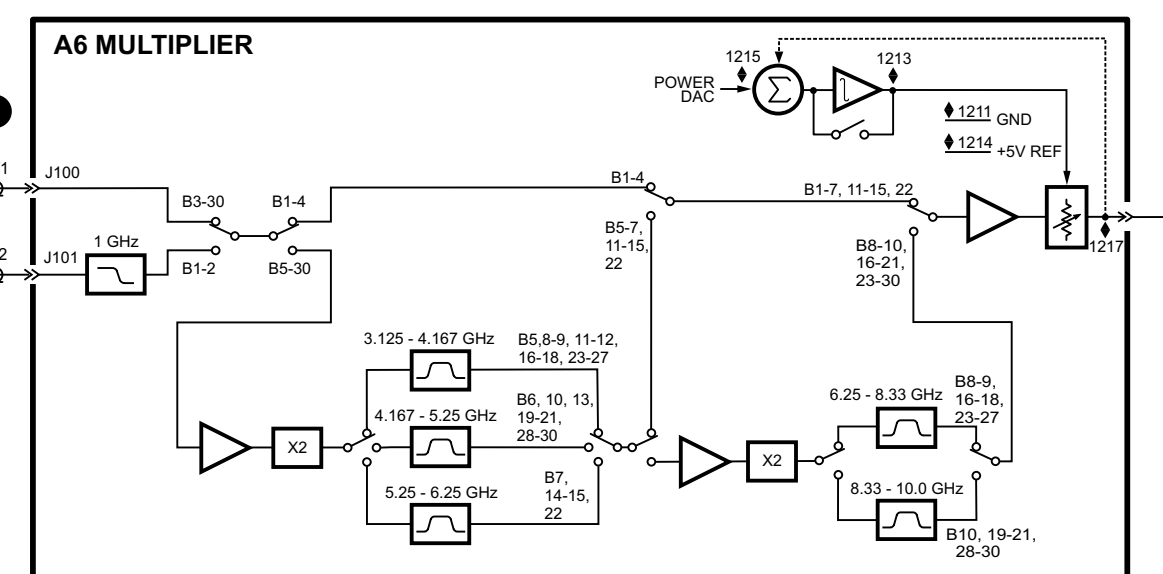 A6 MULTIPLIER
1215
1213
POWER
DAC
Σ
1211 GND
1214 +5V REF
1
J100
B3-30
B1-4
B1-4
B1-7, 11-15, 22
2
J101
1 GHz
B1-2
B5-30
B5-7,
11-15,
22
B8-10,
16-21,
23-30
1217
3.125 - 4.167 GHz
B5,8-9, 11-12,
16-18, 23-27
4.167 - 5.25 GHz
B6, 10, 13,
19-21,
28-30
X2
5.25 - 6.25 GHz
B7,
14-15,
22
6.25 - 8.33 GHz
B8-9,
16-18,
23-27
X2
8.33 - 10.0 GHz
B10, 19-21,
28-30